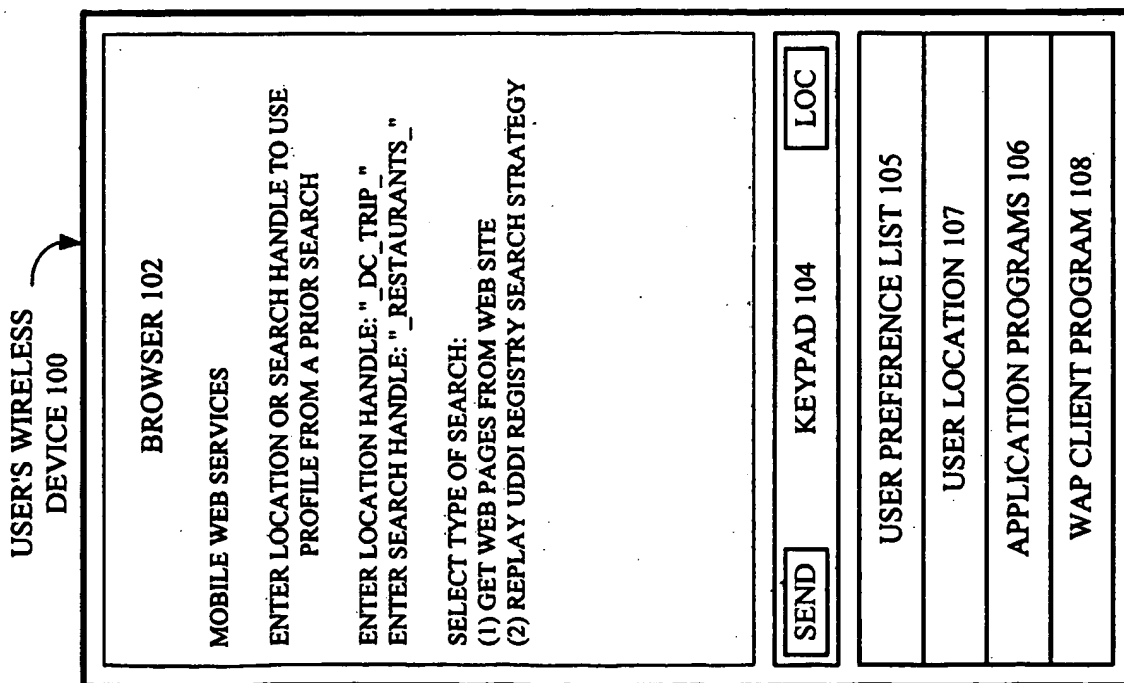 USER'S WIRELESS
DEVICE 100
BROWSER 102
MOBILE WEB SERVICES
ENTER LOCATION OR SEARCH HANDLE TO USE
PROFILE FROM A PRIOR SEARCH
ENTER LOCATION HANDLE: "_DC_TRIP_"
ENTER SEARCH HANDLE: "_RESTAURANTS_"
SELECT TYPE OF SEARCH:
(1) GET WEB PAGES FROM WEB SITE
(2) REPLAY UDDI REGISTRY SEARCH STRATEGY
SEND KEYPAD 104 LOC
USER PREFERENCE LIST 105
USER LOCATION 107
APPLICATION PROGRAMS 106
WAP CLIENT PROGRAM 108